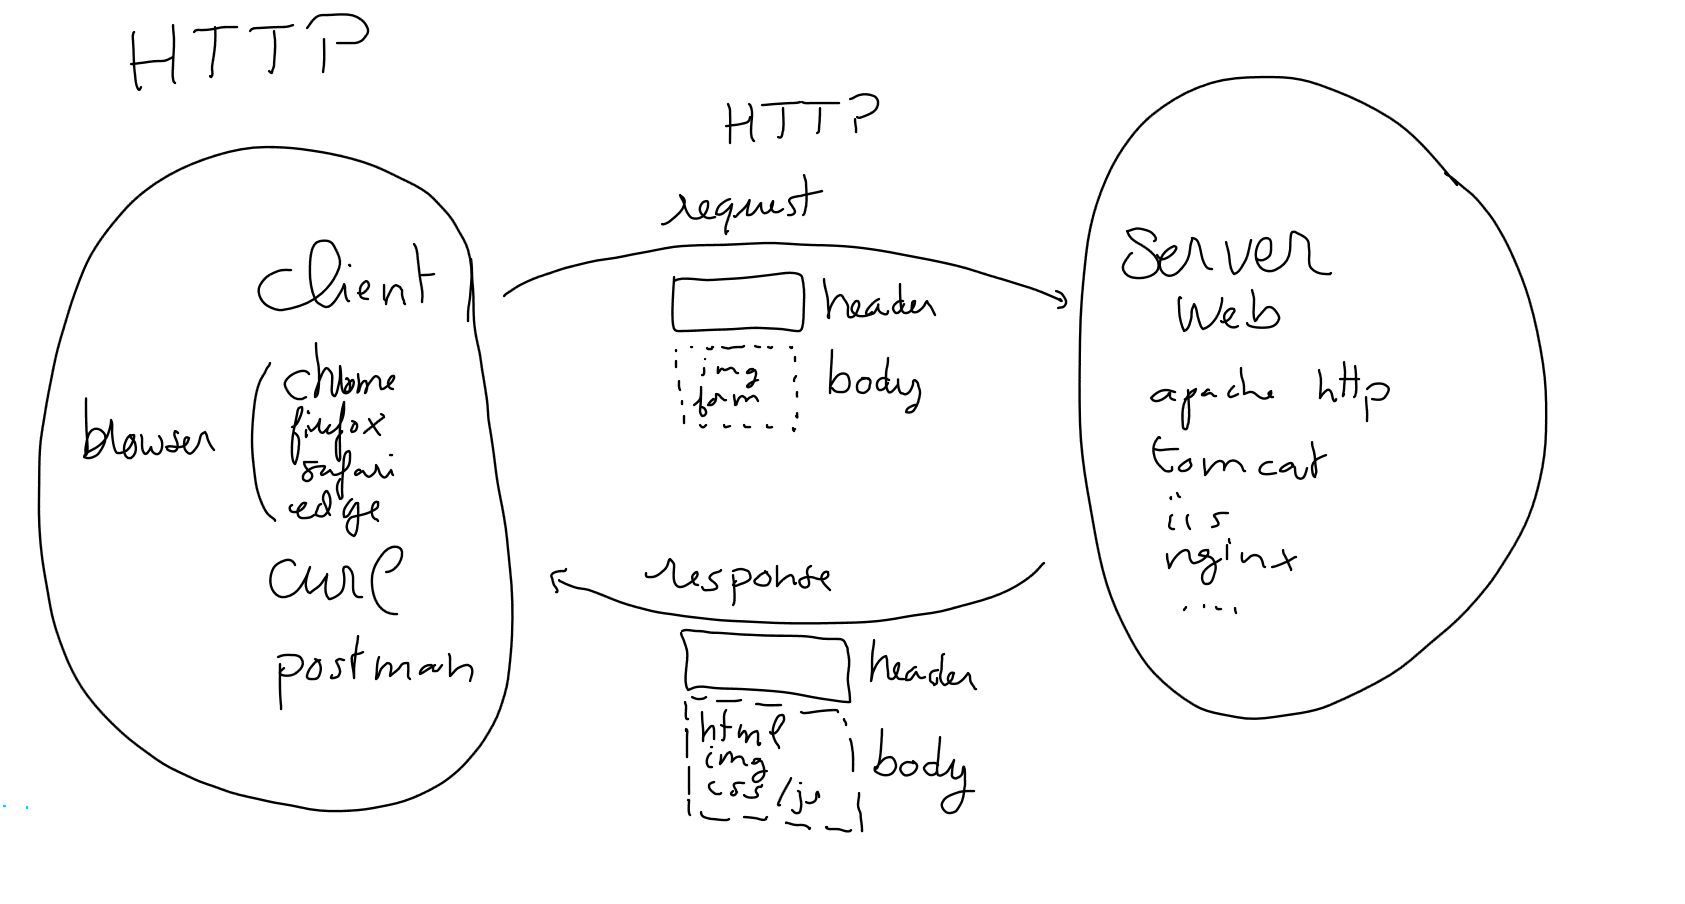 HTTP
HTTP
request
header
img
form
body
client
browser
chrome
firefox
safari
edge
curl
postman
server
web
apache http
tomcat
iis
nginx
....
response
header
html
img
css/js
body